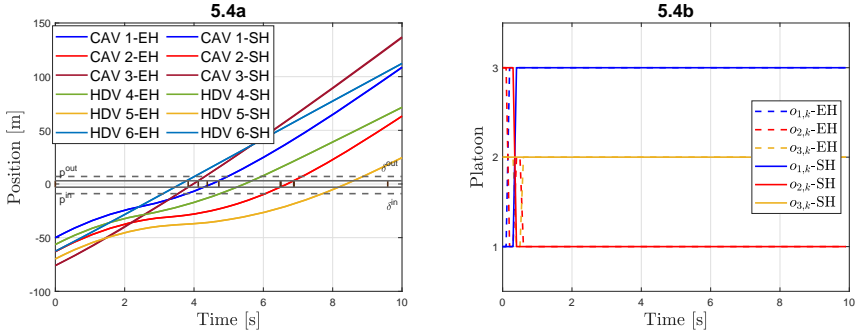 5.4a
150
100
50
0
-50
-100
Position [m]
CAV 1-EH CAV 1-SH
CAV 2-EH CAV 2-SH
CAV 3-EH CAV 3-SH
HDV 4-EH HDV 4-SH
HDV 5-EH HDV 5-SH
HDV 6-EH HDV 6-SH
p^out
δ^out
p^in
δ^in
0 2 4 6 8 10
Time [s]
5.4b
3
2
1
Platoon
o_{1,k}-EH
o_{2,k}-EH
o_{3,k}-EH
o_{1,k}-SH
o_{2,k}-SH
o_{3,k}-SH
0 2 4 6 8 10
Time [s]